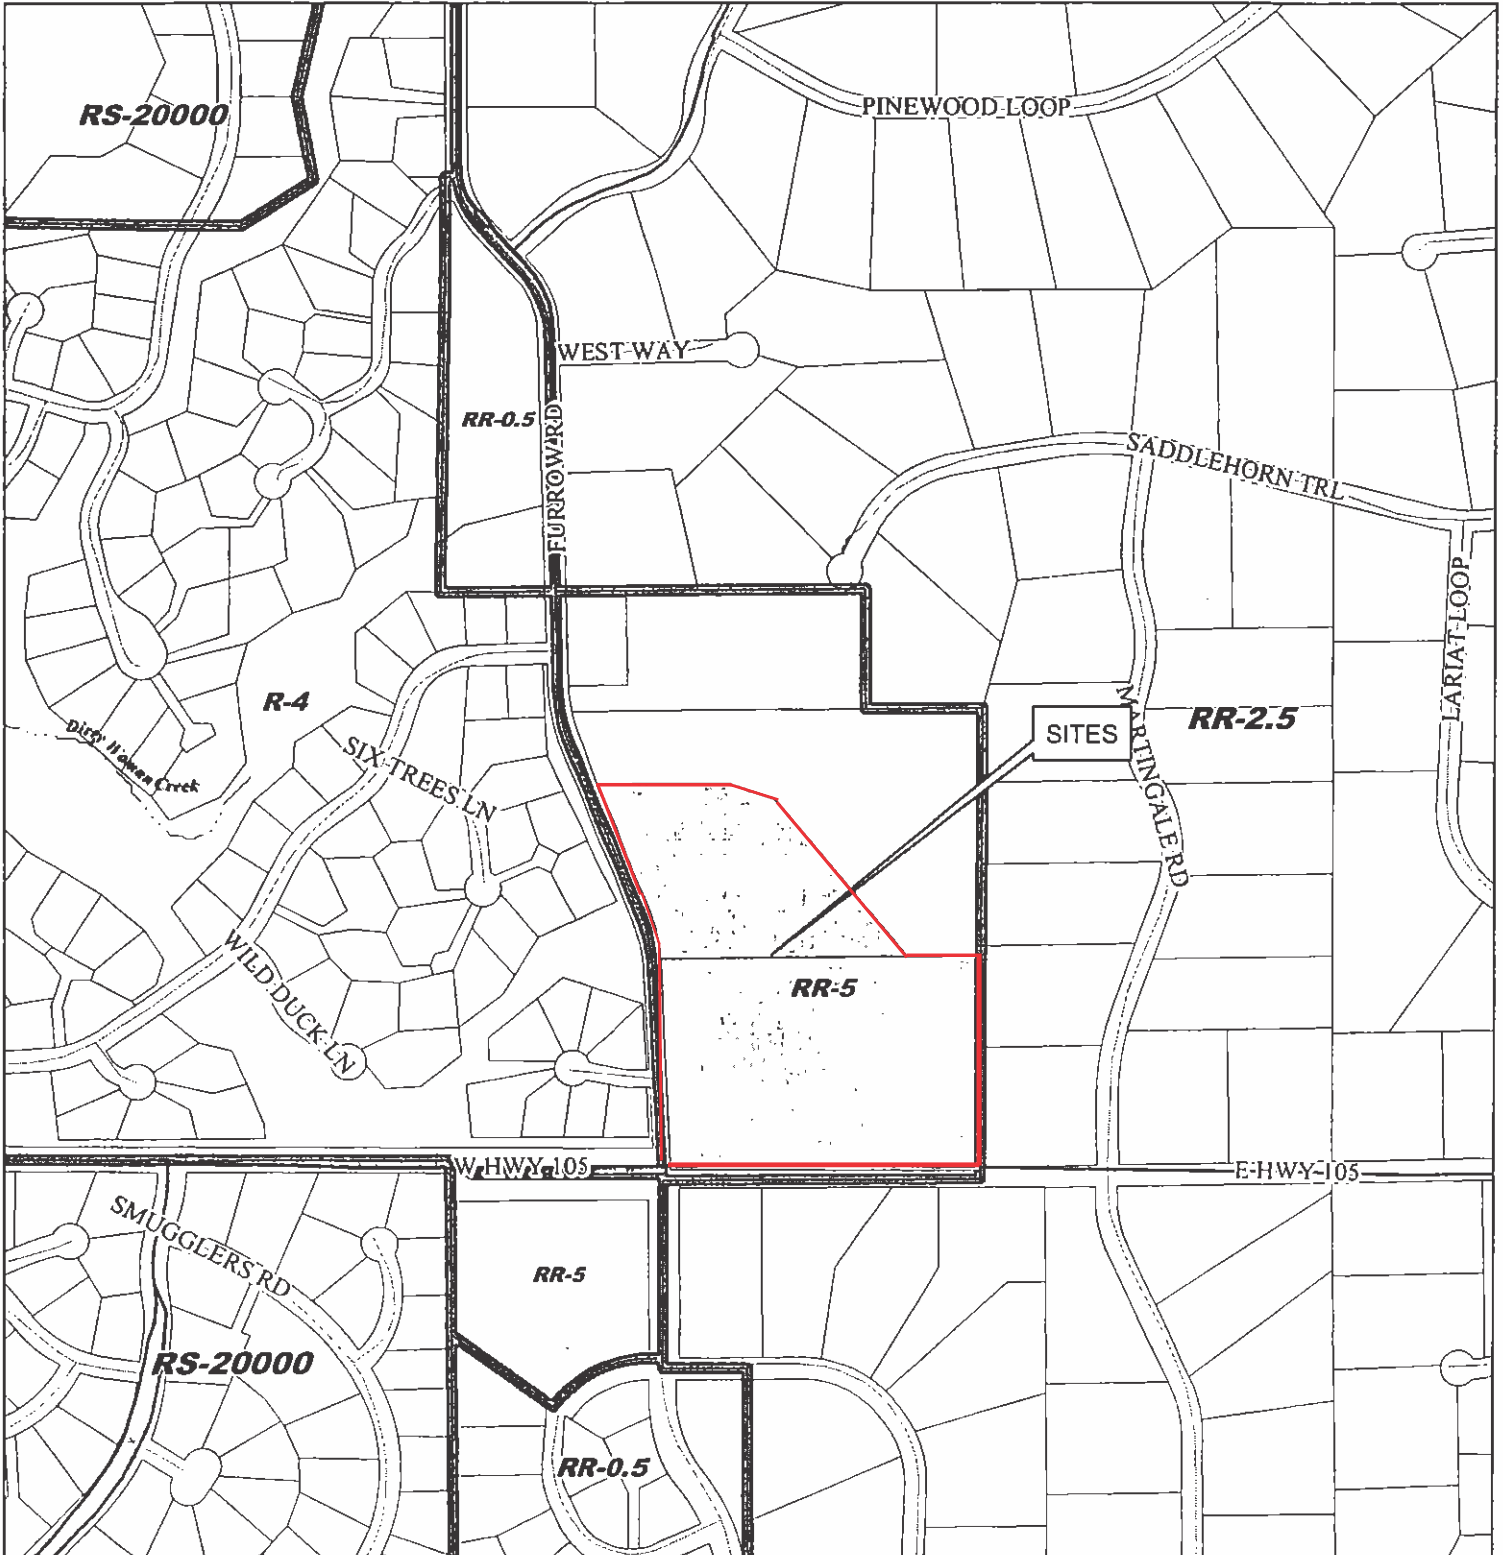 PINEWOOD LOOP
RS-20000
WEST WAY
RR-0.5
FURROW RD
SADDLEHORN TRL
LARIAT LOOP
R-4
MARTINGALE RD
RR-2.5
SITES
Dirty Woman Creek
SIX TREES LN
WILD DUCK LN
RR-5
W HWY 105
E HWY 105
SMUGGLERS RD
RR-5
RS-20000
RR-0.5